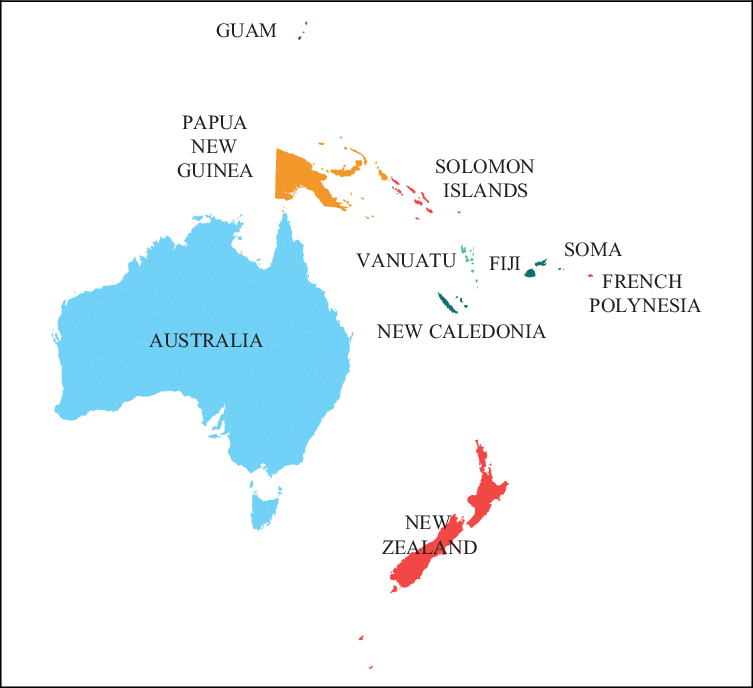 GUAM
PAPUA
NEW
GUINEA
SOLOMON
ISLANDS
VANUATU
FIJI
SOMA
FRENCH
POLYNESIA
NEW CALEDONIA
AUSTRALIA
NEW
ZEALAND